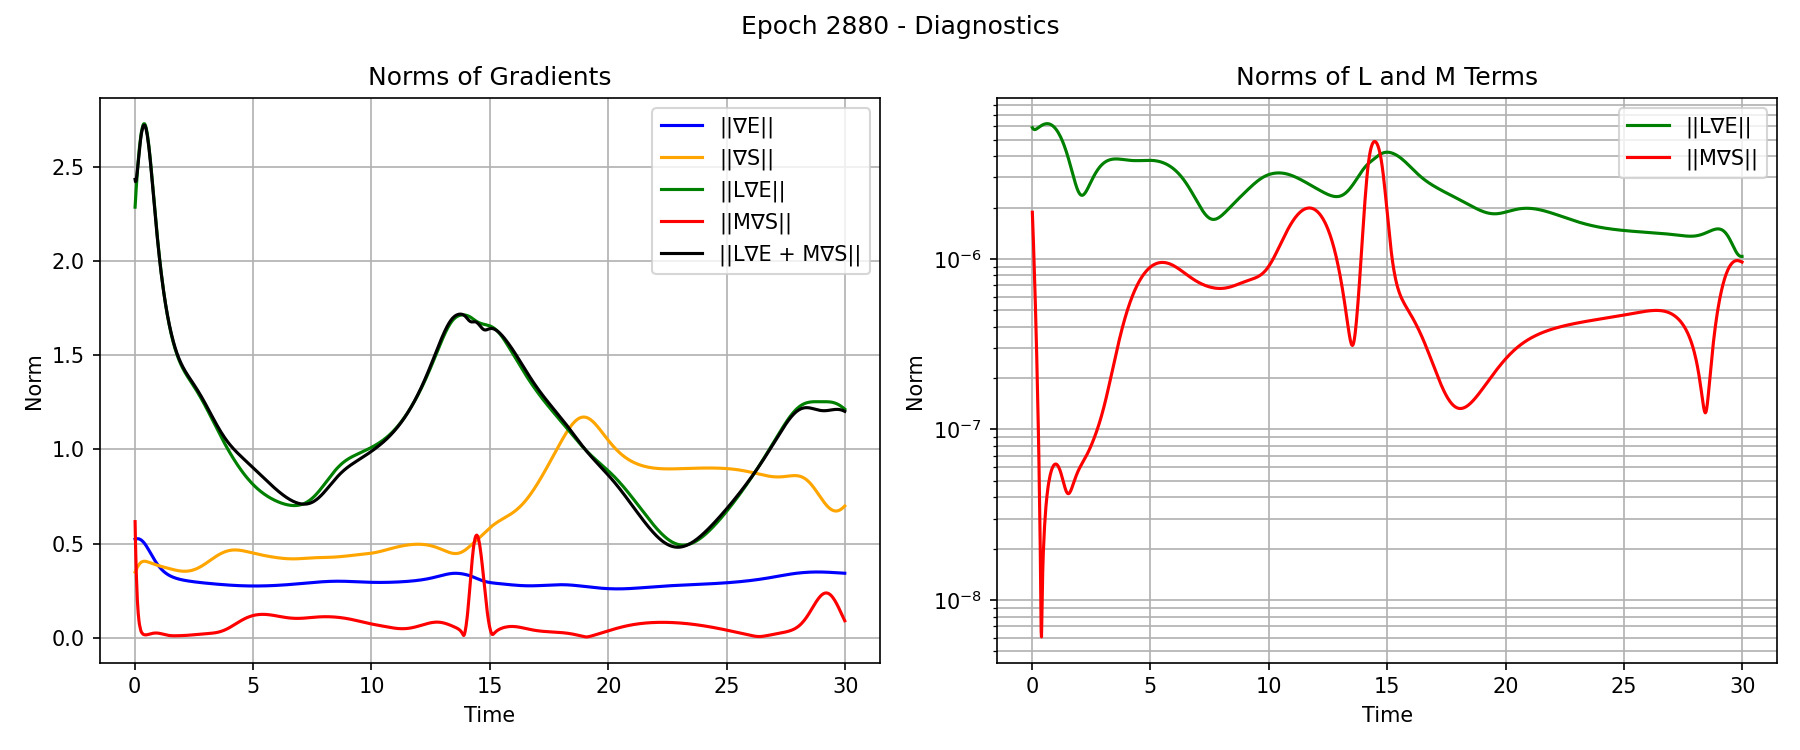 Epoch 2880 - Diagnostics
Norms of Gradients
Norm
2.5
2.0
1.5
1.0
0.5
0.0
0 5 10 15 20 25 30
Time
||∇E||
||∇S||
||L∇E||
||M∇S||
||L∇E + M∇S||
Norms of L and M Terms
Norm
10⁻⁶
10⁻⁷
10⁻⁸
0 5 10 15 20 25 30
Time
||L∇E||
||M∇S||